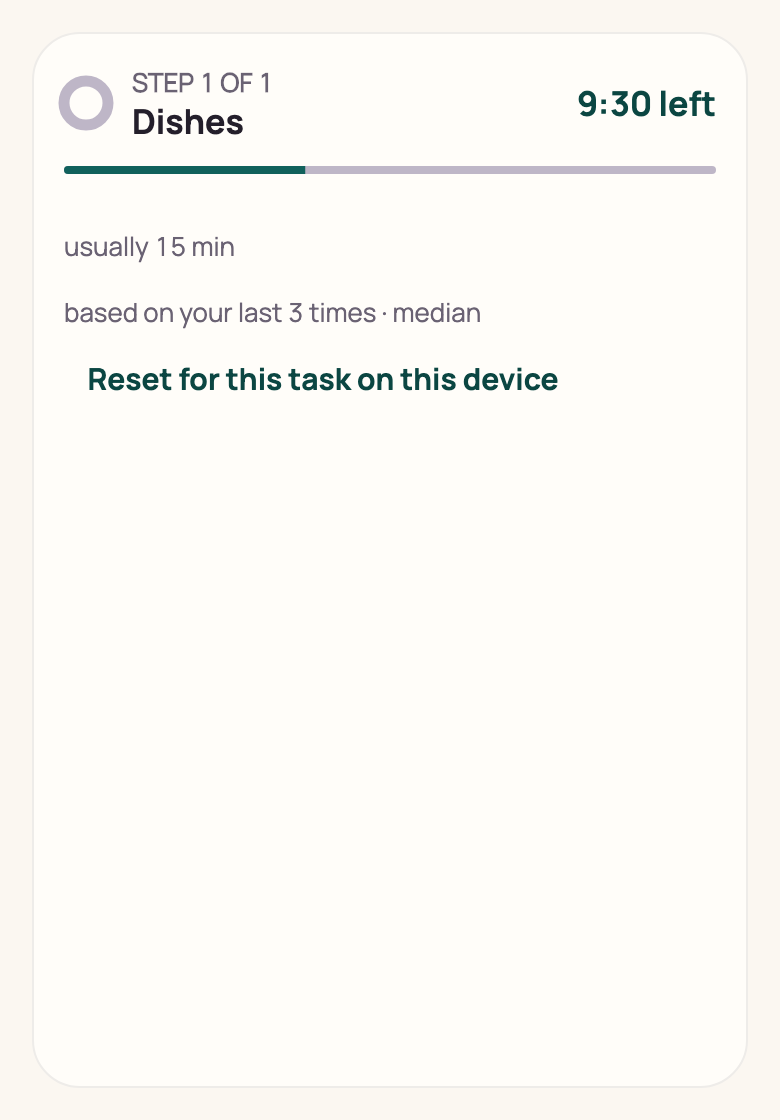 STEP 1 OF 1
Dishes
9:30 left
usually 15 min
based on your last 3 times · median
Reset for this task on this device